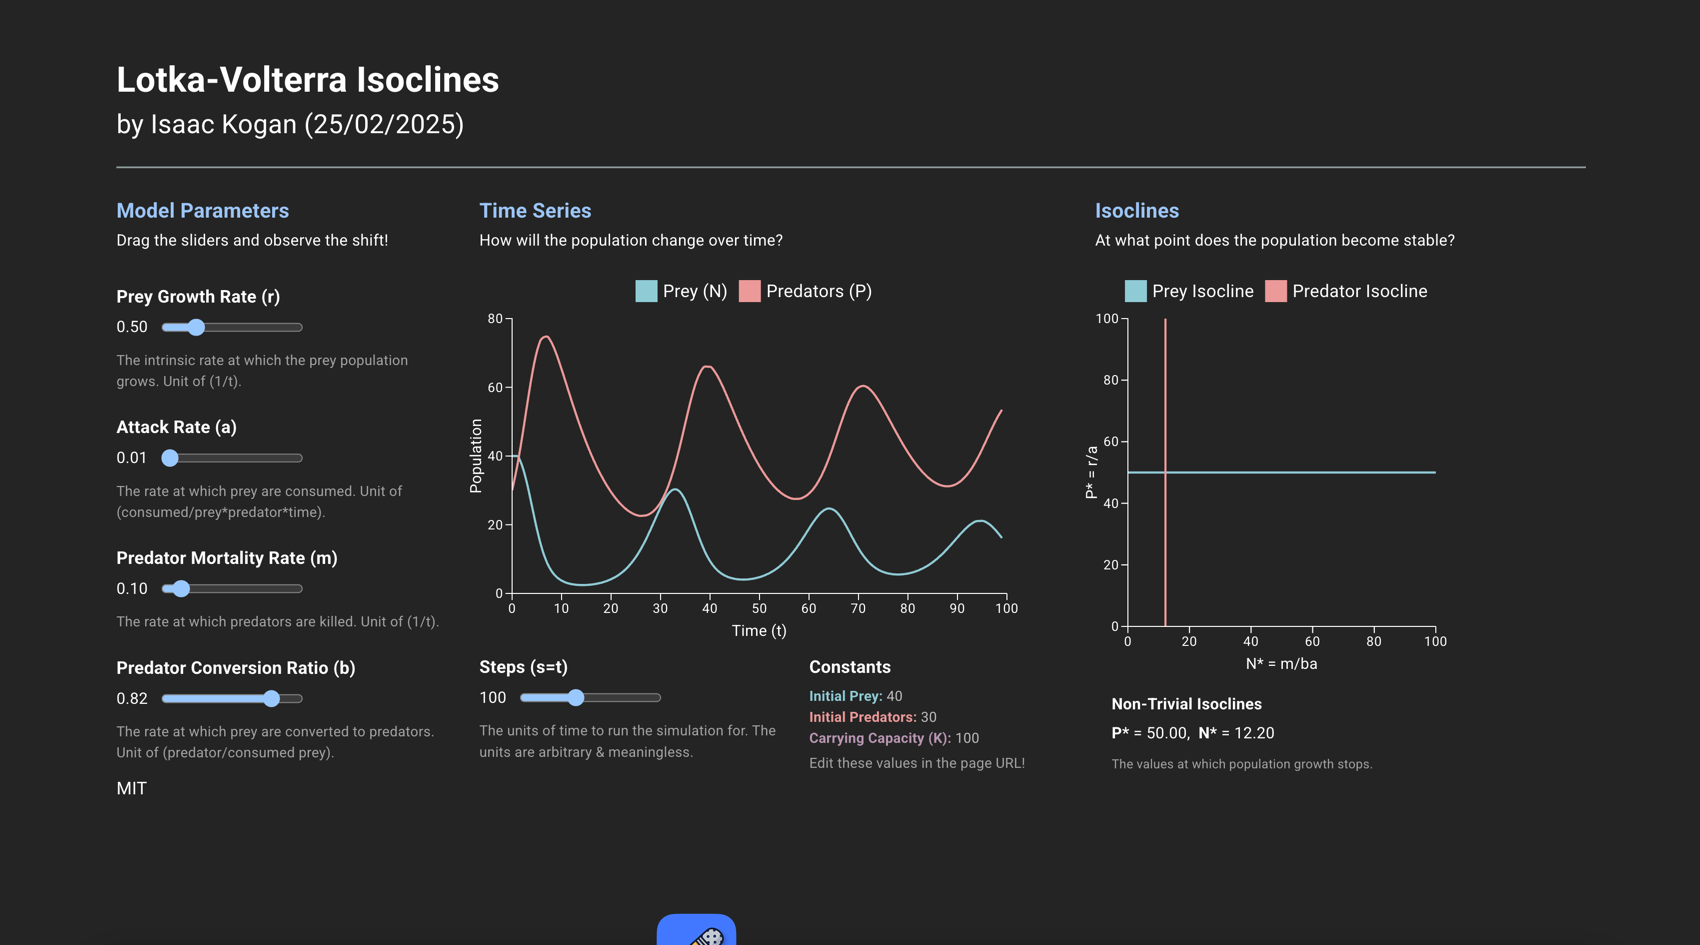 Lotka-Volterra Isoclines
by Isaac Kogan (25/02/2025)
Model Parameters
Drag the sliders and observe the shift!
Prey Growth Rate (r)
0.50
The intrinsic rate at which the prey population
grows. Unit of (1/t).
Attack Rate (a)
0.01
The rate at which prey are consumed. Unit of
(consumed/prey*predator*time).
Predator Mortality Rate (m)
0.10
The rate at which predators are killed. Unit of (1/t).
Predator Conversion Ratio (b)
0.82
The rate at which prey are converted to predators.
Unit of (predator/consumed prey).
MIT
Time Series
How will the population change over time?
Prey (N) Predators (P)
80
60
40
20
0
Population
0 10 20 30 40 50 60 70 80 90 100
Time (t)
Steps (s=t)
100
The units of time to run the simulation for. The
units are arbitrary & meaningless.
Constants
Initial Prey: 40
Initial Predators: 30
Carrying Capacity (K): 100
Edit these values in the page URL!
Isoclines
At what point does the population become stable?
Prey Isocline Predator Isocline
100
80
60
40
20
0
P* = r/a
0 20 40 60 80 100
N* = m/ba
Non-Trivial Isoclines
P* = 50.00, N* = 12.20
The values at which population growth stops.